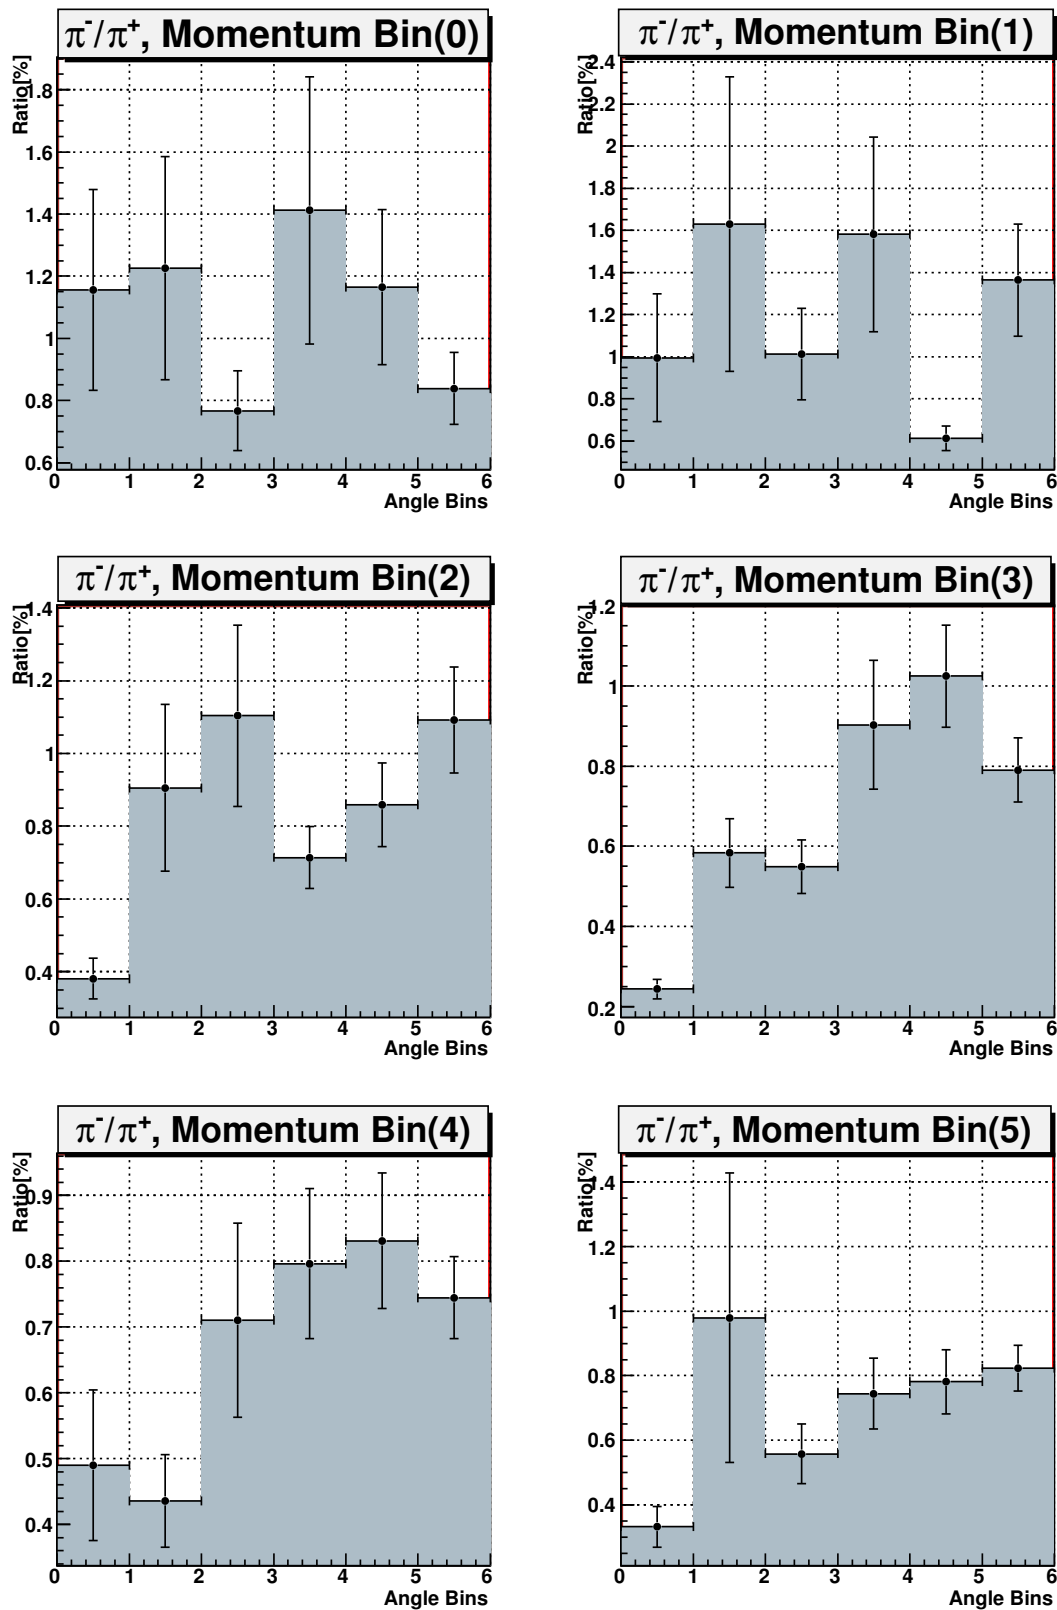 π⁻/π⁺, Momentum Bin(0)
Ratio[%]
1.8
1.6
1.4
1.2
1
0.8
0.6
0 1 2 3 4 5 6
Angle Bins
π⁻/π⁺, Momentum Bin(1)
Ratio[%]
2.4
2.2
2
1.8
1.6
1.4
1.2
1
0.8
0.6
0 1 2 3 4 5 6
Angle Bins
π⁻/π⁺, Momentum Bin(2)
Ratio[%]
1.4
1.2
1
0.8
0.6
0.4
0 1 2 3 4 5 6
Angle Bins
π⁻/π⁺, Momentum Bin(3)
Ratio[%]
1.2
1
0.8
0.6
0.4
0.2
0 1 2 3 4 5 6
Angle Bins
π⁻/π⁺, Momentum Bin(4)
Ratio[%]
0.9
0.8
0.7
0.6
0.5
0.4
0 1 2 3 4 5 6
Angle Bins
π⁻/π⁺, Momentum Bin(5)
Ratio[%]
1.4
1.2
1
0.8
0.6
0.4
0 1 2 3 4 5 6
Angle Bins